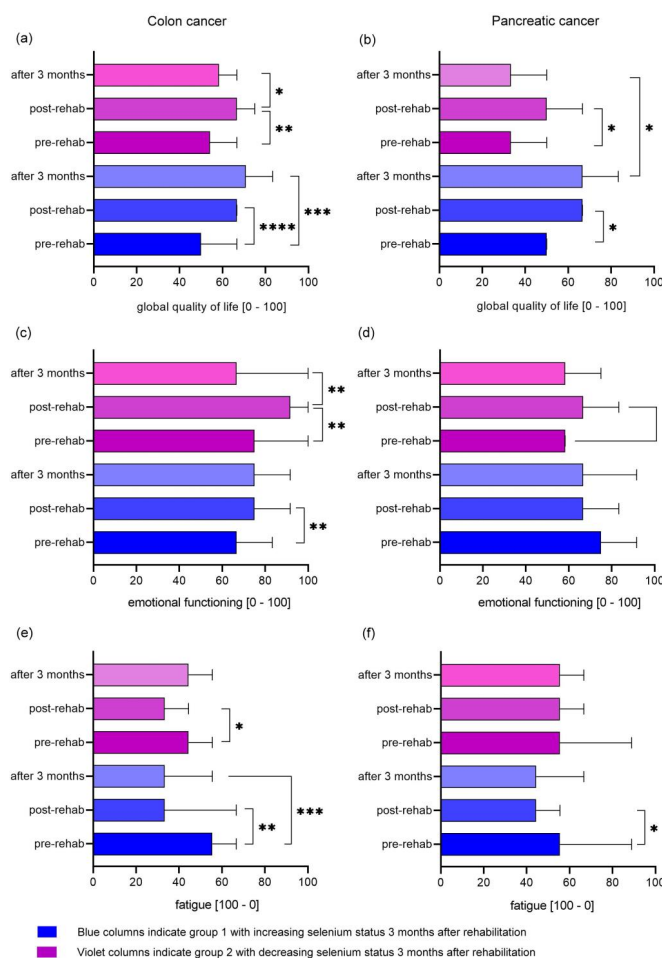 Colon cancer
Pancreatic cancer
(a)
after 3 months
post-rehab
pre-rehab
after 3 months
post-rehab
pre-rehab
*
**
***
****
0 20 40 60 80 100
global quality of life [0 - 100]
(b)
after 3 months
post-rehab
pre-rehab
after 3 months
post-rehab
pre-rehab
*
*
*
0 20 40 60 80 100
global quality of life [0 - 100]
(c)
after 3 months
post-rehab
pre-rehab
after 3 months
post-rehab
pre-rehab
**
**
**
0 20 40 60 80 100
emotional functioning [0 - 100]
(d)
after 3 months
post-rehab
pre-rehab
after 3 months
post-rehab
pre-rehab
0 20 40 60 80 100
emotional functioning [0 - 100]
(e)
after 3 months
post-rehab
pre-rehab
after 3 months
post-rehab
pre-rehab
*
***
**
0 20 40 60 80 100
fatigue [100 - 0]
(f)
after 3 months
post-rehab
pre-rehab
after 3 months
post-rehab
pre-rehab
*
0 20 40 60 80 100
fatigue [100 - 0]
Blue columns indicate group 1 with increasing selenium status 3 months after rehabilitation
Violet columns indicate group 2 with decreasing selenium status 3 months after rehabilitation